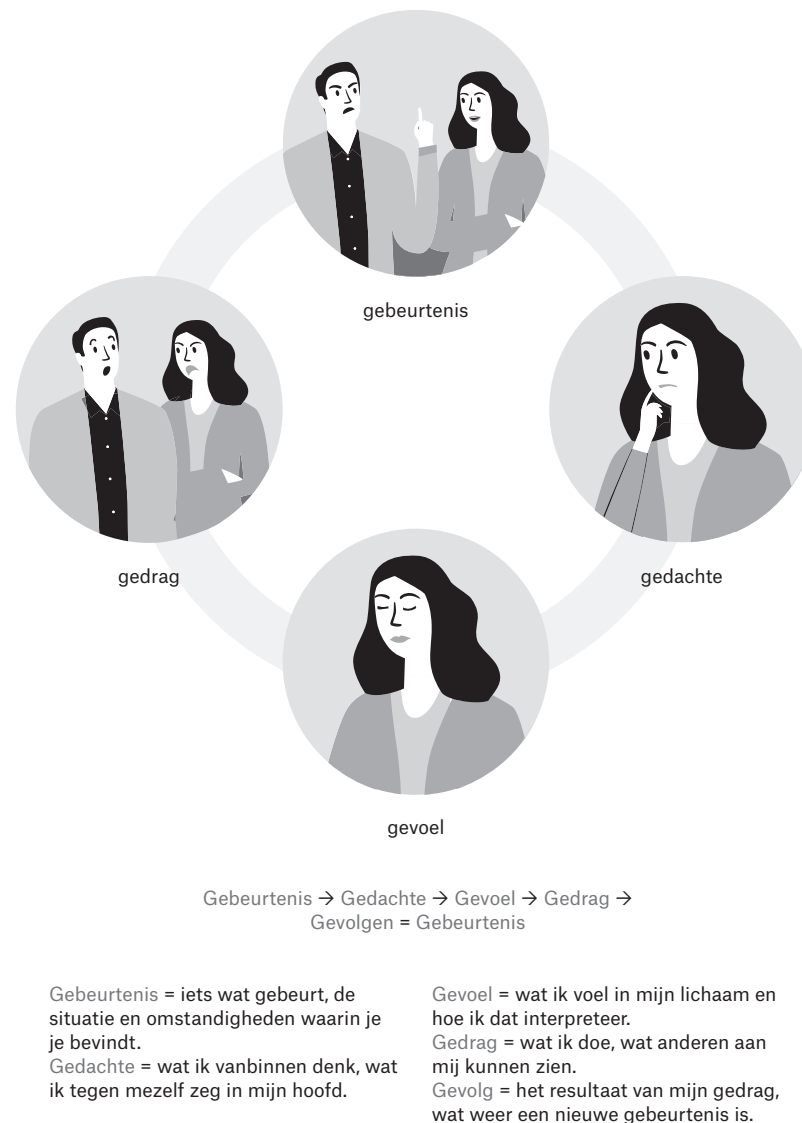 gebeurtenis
gedrag
gedachte
gevoel
Gebeurtenis → Gedachte → Gevoel → Gedrag →
Gevolgen = Gebeurtenis
Gebeurtenis = iets wat gebeurt, de
situatie en omstandigheden waarin je
je bevindt.
Gedachte = wat ik vanbinnen denk, wat
ik tegen mezelf zeg in mijn hoofd.
Gevoel = wat ik voel in mijn lichaam en
hoe ik dat interpreteer.
Gedrag = wat ik doe, wat anderen aan
mij kunnen zien.
Gevolg = het resultaat van mijn gedrag,
wat weer een nieuwe gebeurtenis is.